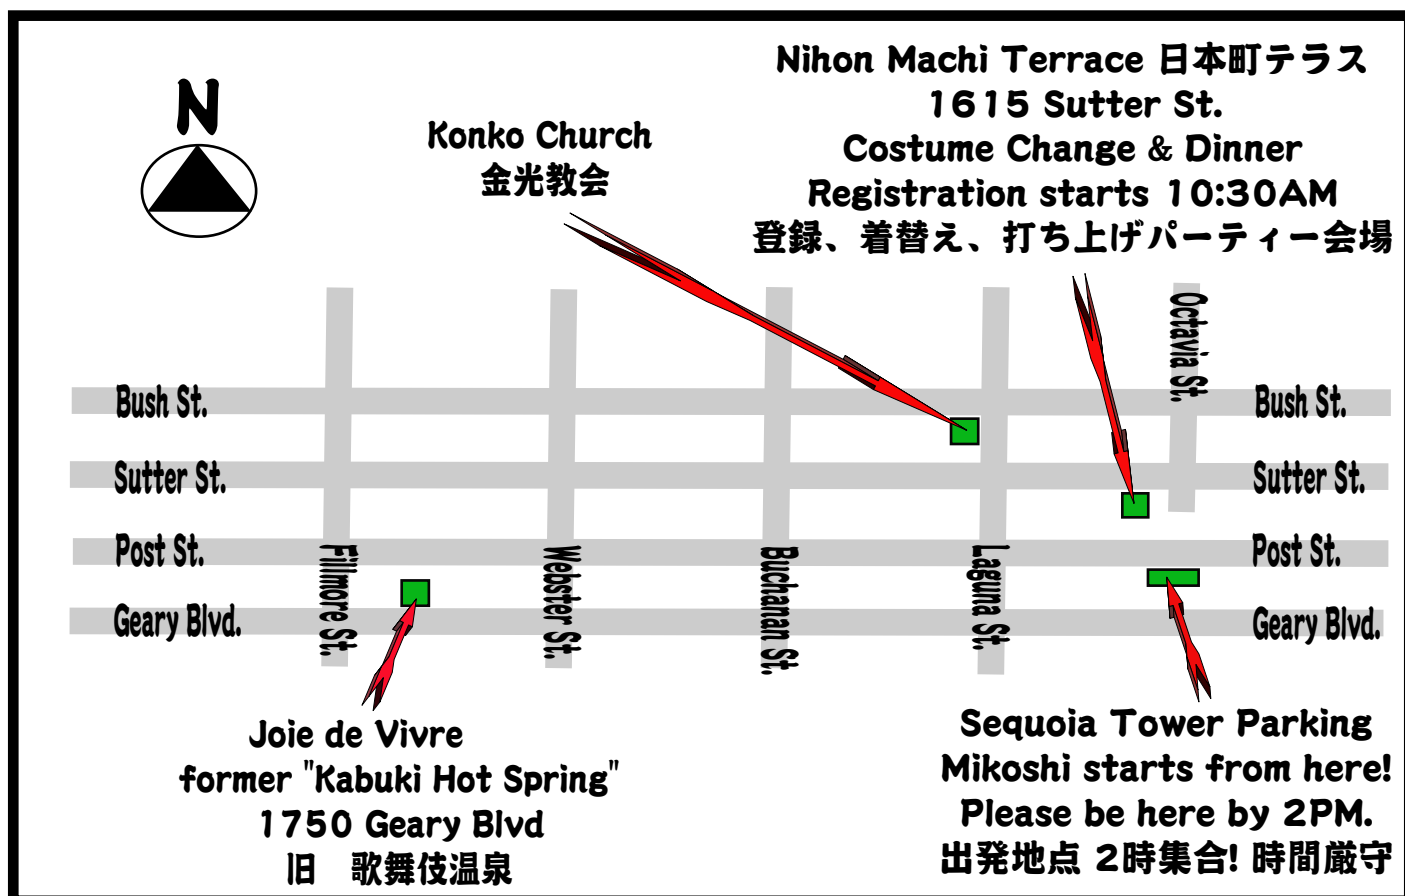 N
Konko Church
金光教会
Nihon Machi Terrace 日本町テラス
1615 Sutter St.
Costume Change & Dinner
Registration starts 10:30AM
登録、着替え、打ち上げパーティー会場
Octavia St.
Bush St.
Bush St.
Sutter St.
Sutter St.
Post St.
Post St.
Fillmore St.
Webster St.
Buchanan St.
Laguna St.
Geary Blvd.
Geary Blvd.
Joie de Vivre
former "Kabuki Hot Spring"
1750 Geary Blvd
旧　歌舞伎温泉
Sequoia Tower Parking
Mikoshi starts from here!
Please be here by 2PM.
出発地点 2時集合! 時間厳守